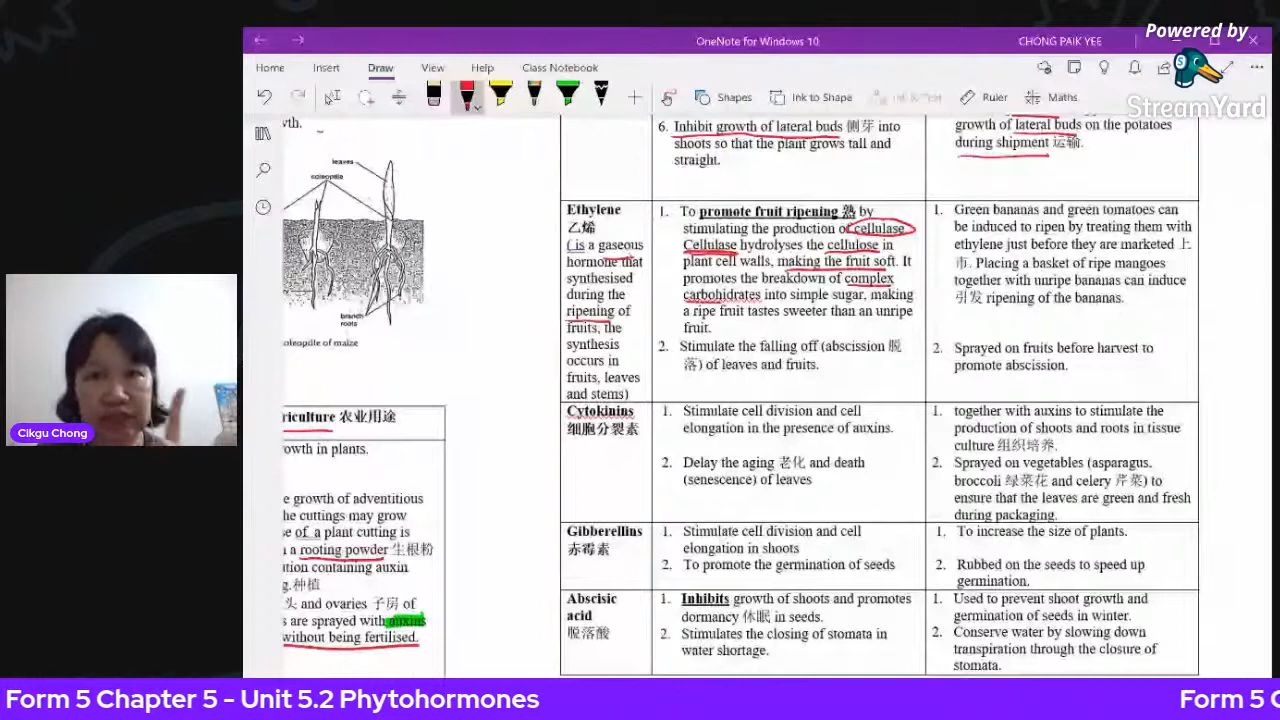 Powered by
StreamYard
OneNote for Windows 10
CHONG PAIK YEE
Home
Insert
Draw
View
Help
Class Notebook
Shapes
Ink to Shape
Ruler
Maths
wth.
leaves
coleoptile
branch
roots
oleoptile of maize
riculture 农业用途
rowth in plants.
e growth of adventitious
he cuttings may grow
se of a plant cutting is
n a rooting powder 生根粉
ution containing auxin
g.种植
头 and ovaries 子房 of
s are sprayed with auxins
without being fertilised.
6. Inhibit growth of lateral buds 侧芽 into
shoots so that the plant grows tall and
straight.
growth of lateral buds on the potatoes
during shipment 运输.
Ethylene
乙烯
( is a gaseous
hormone that
synthesised
during the
ripening of
fruits, the
synthesis
occurs in
fruits, leaves
and stems)
1. To promote fruit ripening 熟 by
stimulating the production of cellulase.
Cellulase hydrolyses the cellulose in
plant cell walls, making the fruit soft. It
promotes the breakdown of complex
carbohidrates into simple sugar, making
a ripe fruit tastes sweeter than an unripe
fruit.
2. Stimulate the falling off (abscission 脱
落) of leaves and fruits.
1. Green bananas and green tomatoes can
be induced to ripen by treating them with
ethylene just before they are marketed 上
市. Placing a basket of ripe mangoes
together with unripe bananas can induce
引发 ripening of the bananas.
2. Sprayed on fruits before harvest to
promote abscission.
Cytokinins
细胞分裂素
1. Stimulate cell division and cell
elongation in the presence of auxins.
2. Delay the aging 老化 and death
(senescence) of leaves
1. together with auxins to stimulate the
production of shoots and roots in tissue
culture 组织培养.
2. Sprayed on vegetables (asparagus,
broccoli 绿菜花 and celery 芹菜) to
ensure that the leaves are green and fresh
during packaging.
Gibberellins
赤霉素
1. Stimulate cell division and cell
elongation in shoots
2. To promote the germination of seeds
1. To increase the size of plants.
2. Rubbed on the seeds to speed up
germination.
Abscisic
acid
脱落酸
1. Inhibits growth of shoots and promotes
dormancy 休眠 in seeds.
2. Stimulates the closing of stomata in
water shortage.
1. Used to prevent shoot growth and
germination of seeds in winter.
2. Conserve water by slowing down
transpiration through the closure of
stomata.
Cikgu Chong
Form 5 Chapter 5 - Unit 5.2 Phytohormones
Form 5 C